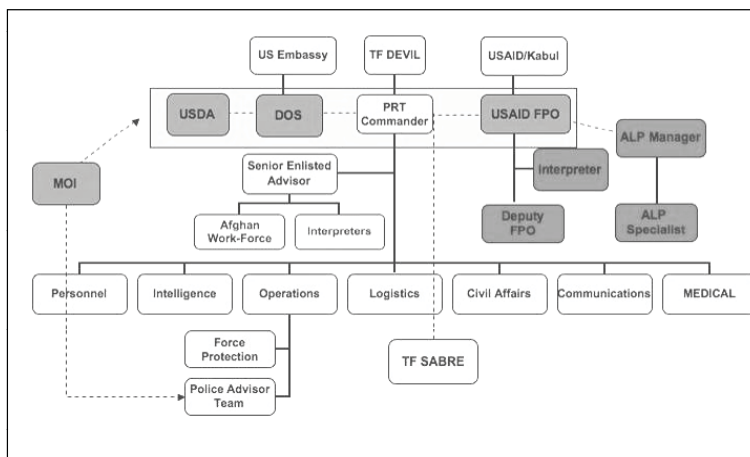 US Embassy
TF DEVIL
USAID/Kabul
USDA
DOS
PRT
Commander
USAID FPO
ALP Manager
MOI
Senior Enlisted
Advisor
Interpreter
Afghan
Work-Force
Interpreters
Deputy
FPO
ALP
Specialist
Personnel
Intelligence
Operations
Logistics
Civil Affairs
Communications
MEDICAL
Force
Protection
TF SABRE
Police Advisor
Team